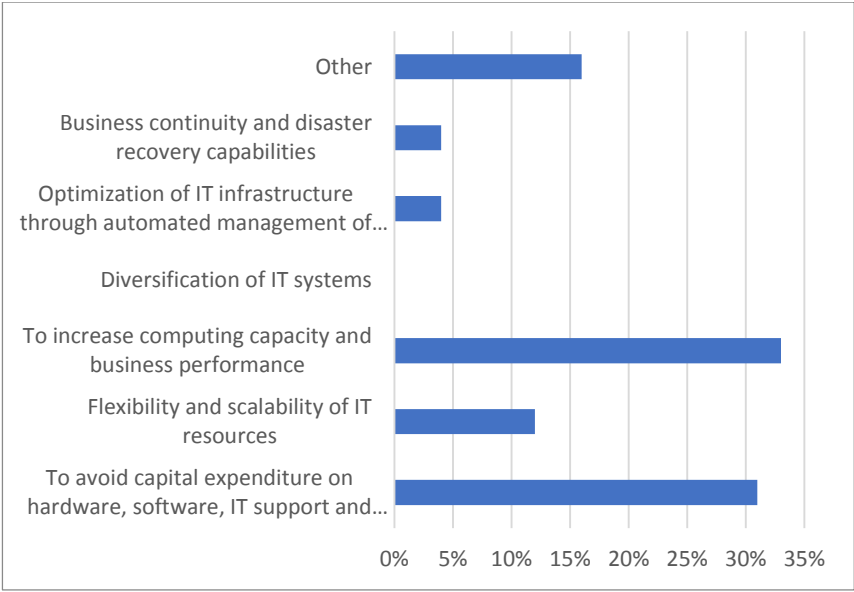 Other
Business continuity and disaster
recovery capabilities
Optimization of IT infrastructure
through automated management of...
Diversification of IT systems
To increase computing capacity and
business performance
Flexibility and scalability of IT
resources
To avoid capital expenditure on
hardware, software, IT support and...
0% 5% 10% 15% 20% 25% 30% 35%